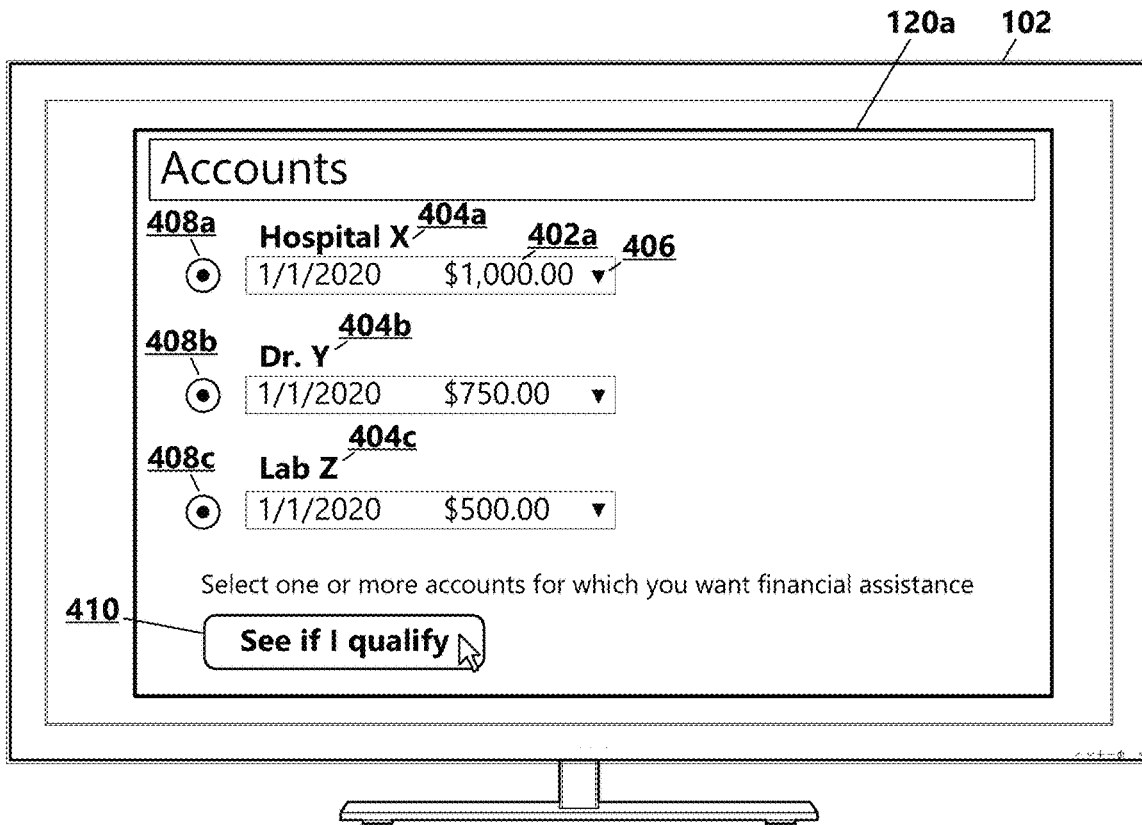 120a 102
Accounts
408a 404a
Hospital X 402a 406
1/1/2020 $1,000.00 ▼
408b 404b
Dr. Y
1/1/2020 $750.00 ▼
408c 404c
Lab Z
1/1/2020 $500.00 ▼
Select one or more accounts for which you want financial assistance
410
See if I qualify